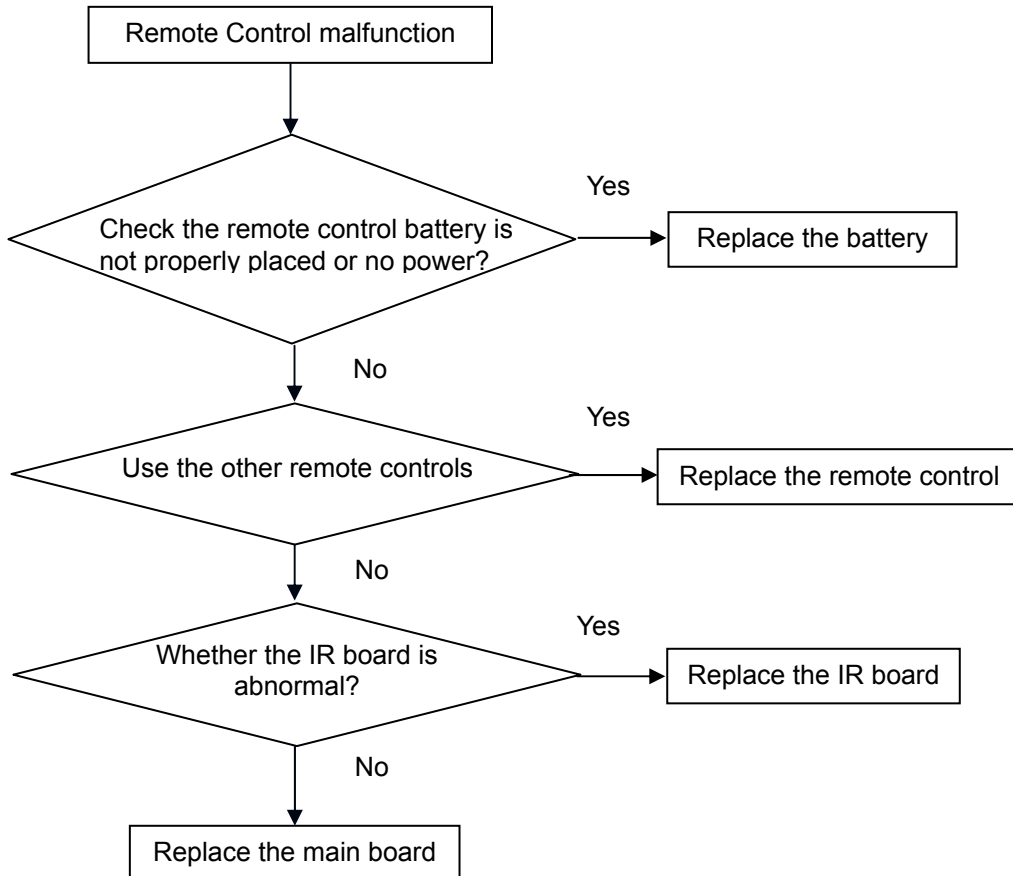 Remote Control malfunction
Yes
Check the remote control battery is
not properly placed or no power?
Replace the battery
No
Yes
Use the other remote controls
Replace the remote control
No
Yes
Whether the IR board is
abnormal?
Replace the IR board
No
Replace the main board